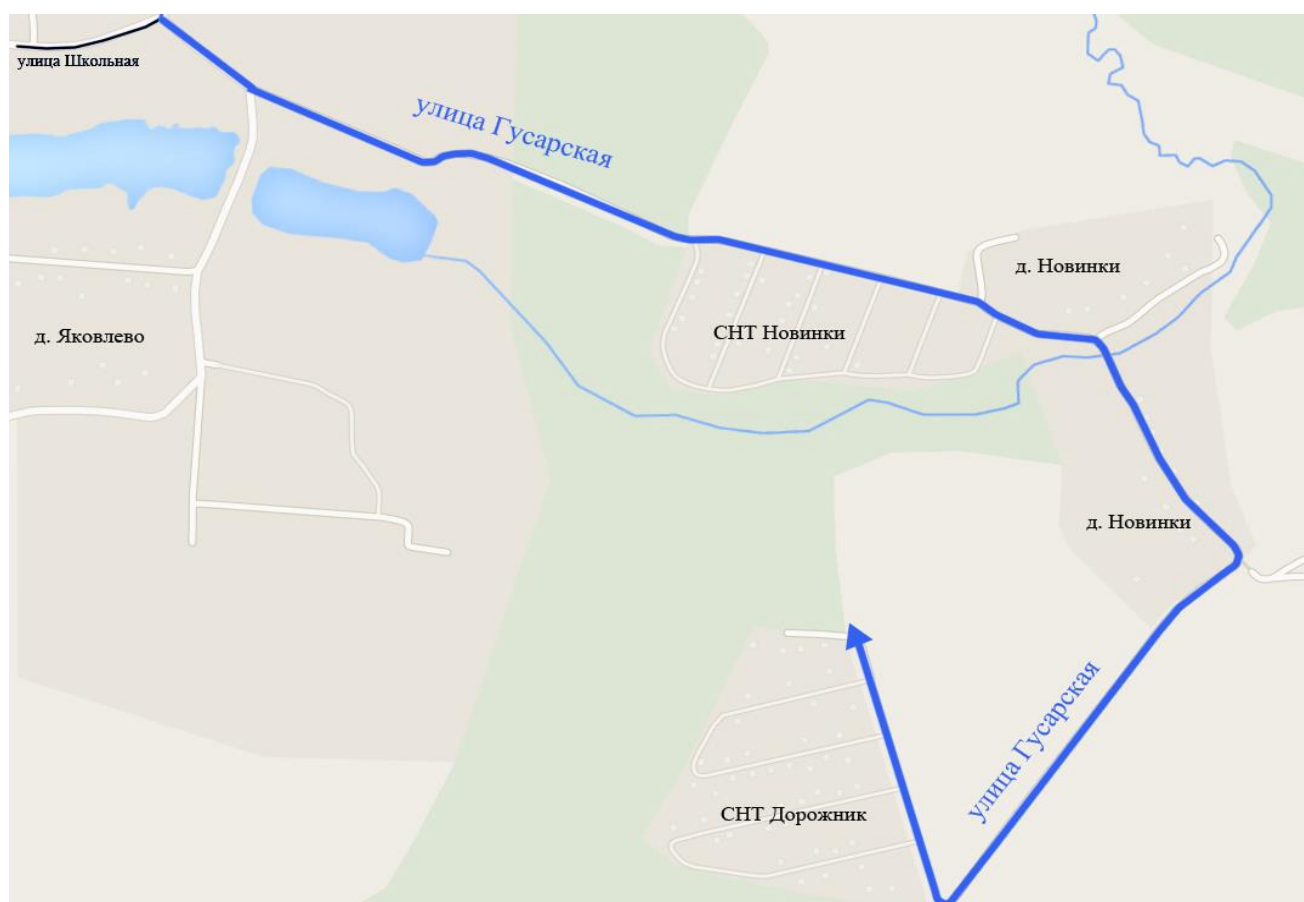 улица Школьная
улица Гусарская
д. Новинки
СНТ Новинки
д. Яковлево
д. Новинки
улица Гусарская
СНТ Дорожник